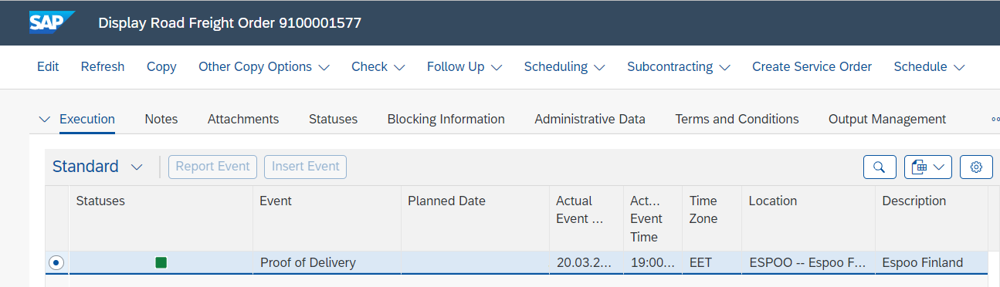 SAP Display Road Freight Order 9100001577
Edit Refresh Copy Other Copy Options Check Follow Up Scheduling Subcontracting Create Service Order Schedule
Execution Notes Attachments Statuses Blocking Information Administrative Data Terms and Conditions Output Management
Standard Report Event Insert Event
Statuses Event Planned Date Actual Act... Time Location Description
Event ... Event Zone
Time
Proof of Delivery 20.03.2... 19:00... EET ESPOO -- Espoo F... Espoo Finland